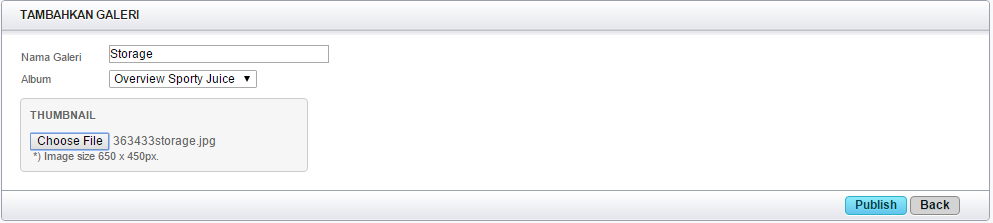 TAMBAHKAN GALERI
Nama Galeri Storage
Album Overview Sporty Juice
THUMBNAIL
Choose File 363433storage.jpg
*) Image size 650 x 450px.
Publish Back